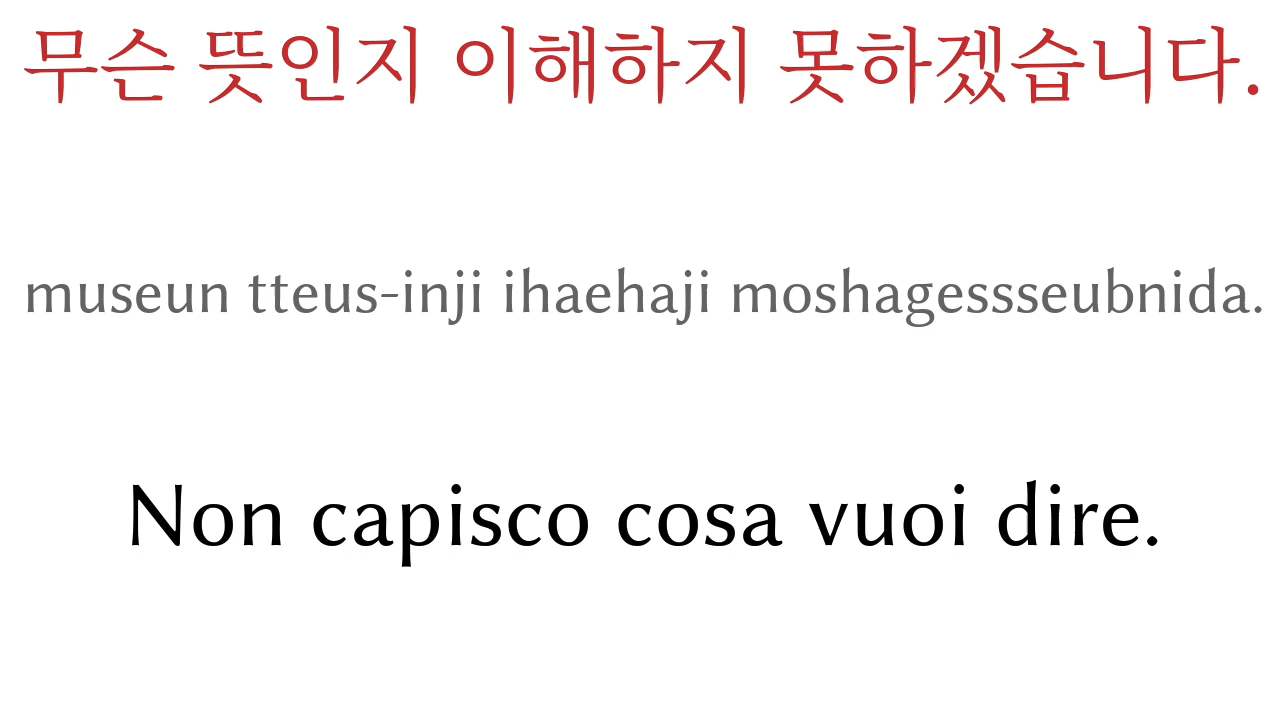 무슨 뜻인지 이해하지 못하겠습니다.
museun tteus-inji ihaehaji moshagessseubnida.
Non capisco cosa vuoi dire.